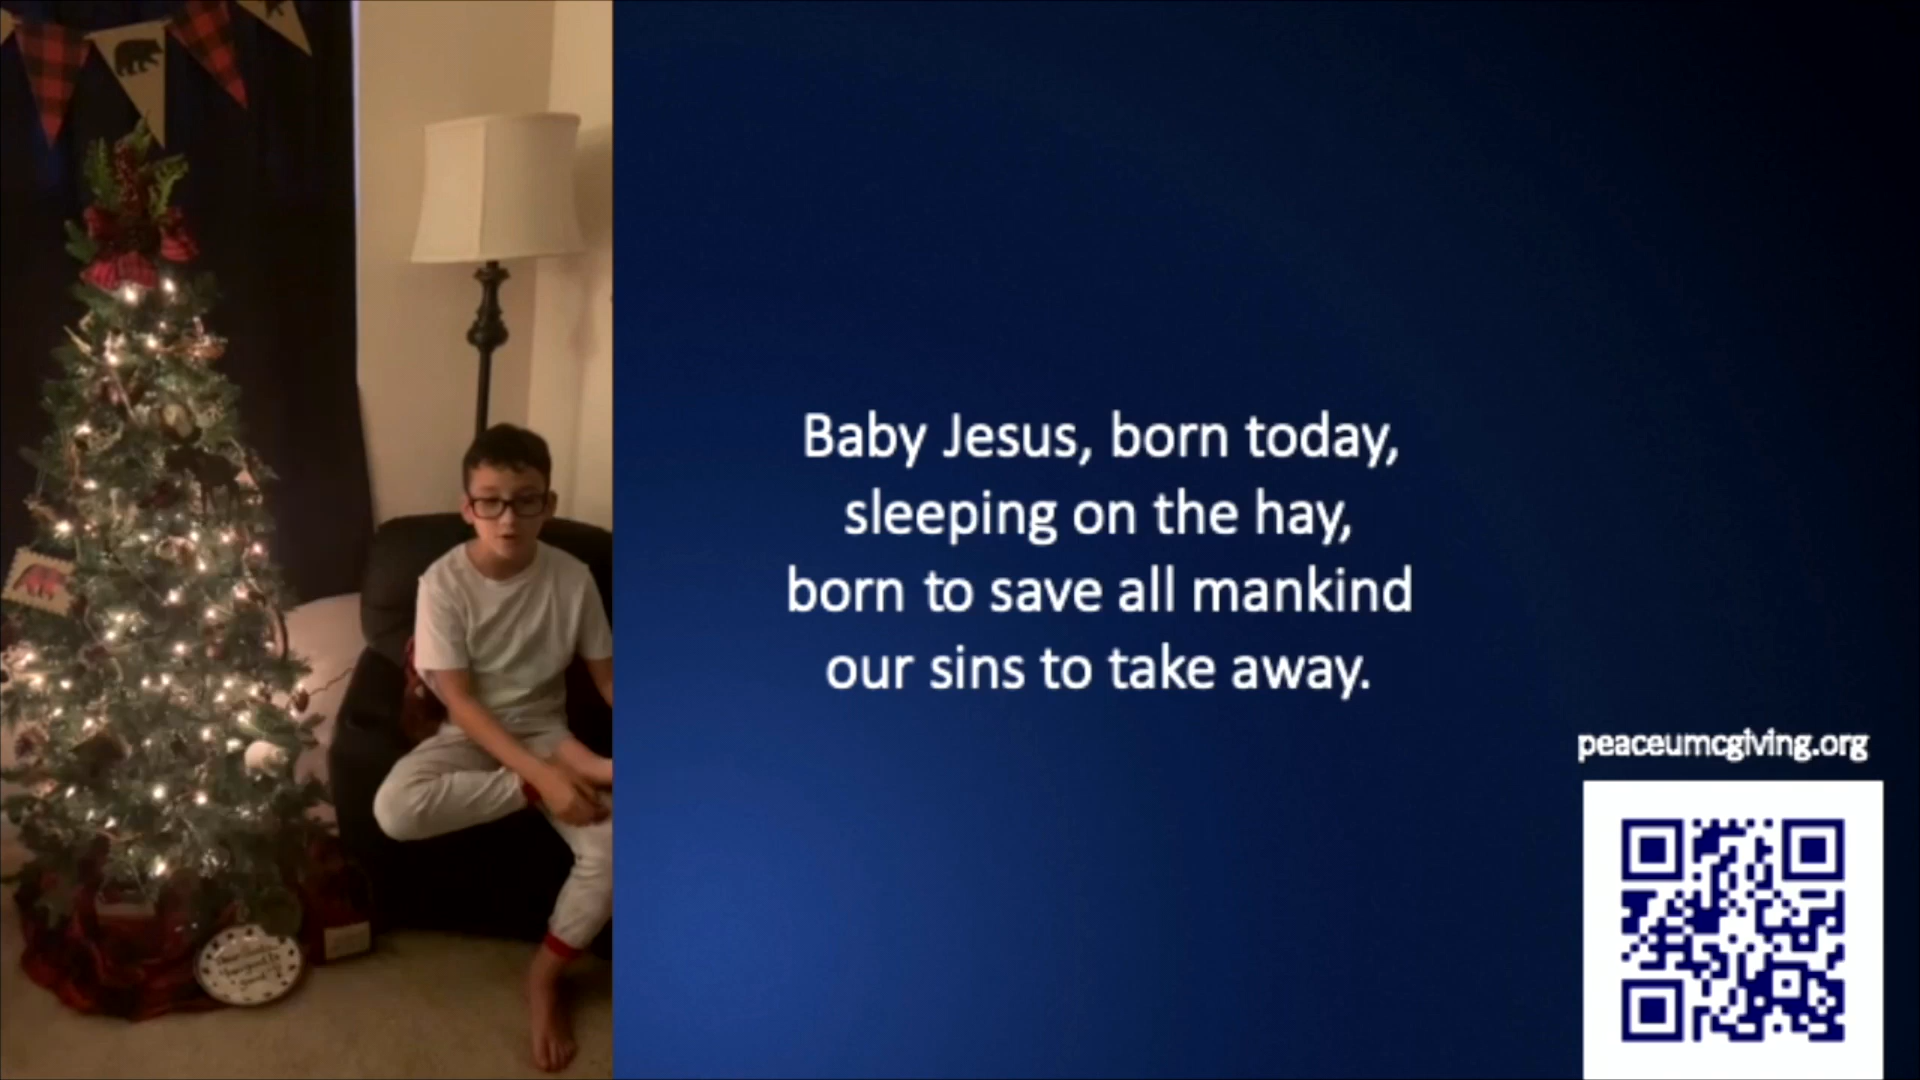 Baby Jesus, born today,
sleeping on the hay,
born to save all mankind
our sins to take away.
peaceumcgiving.org